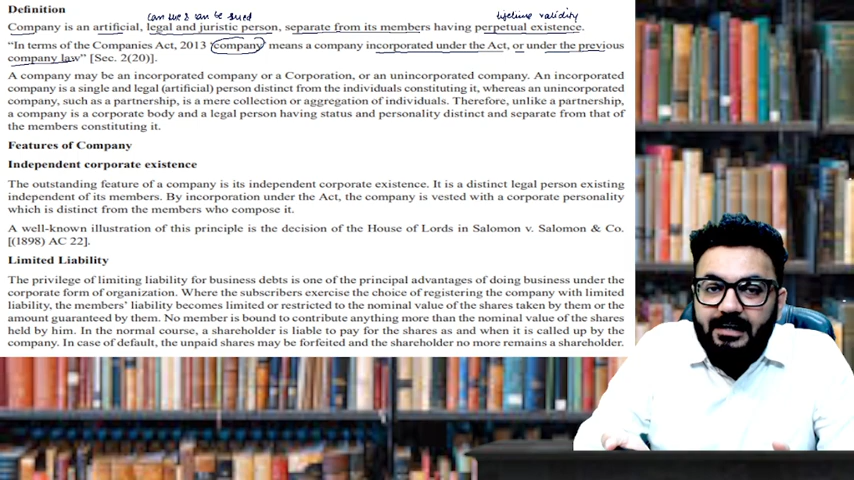 Definition
can sue & can be sued
lifetime validity
Company is an artificial, legal and juristic person, separate from its members having perpetual existence.
“In terms of the Companies Act, 2013 ‘company’ means a company incorporated under the Act, or under the previous
company law” [Sec. 2(20)].
A company may be an incorporated company or a Corporation, or an unincorporated company. An incorporated
company is a single and legal (artificial) person distinct from the individuals constituting it, whereas an unincorporated
company, such as a partnership, is a mere collection or aggregation of individuals. Therefore, unlike a partnership,
a company is a corporate body and a legal person having status and personality distinct and separate from that of
the members constituting it.
Features of Company
Independent corporate existence
The outstanding feature of a company is its independent corporate existence. It is a distinct legal person existing
independent of its members. By incorporation under the Act, the company is vested with a corporate personality
which is distinct from the members who compose it.
A well-known illustration of this principle is the decision of the House of Lords in Salomon v. Salomon & Co.
[(1898) AC 22].
Limited Liability
The privilege of limiting liability for business debts is one of the principal advantages of doing business under the
corporate form of organization. Where the subscribers exercise the choice of registering the company with limited
liability, the members’ liability becomes limited or restricted to the nominal value of the shares taken by them or the
amount guaranteed by them. No member is bound to contribute anything more than the nominal value of the shares
held by him. In the normal course, a shareholder is liable to pay for the shares as and when it is called up by the
company. In case of default, the unpaid shares may be forfeited and the shareholder no more remains a shareholder.